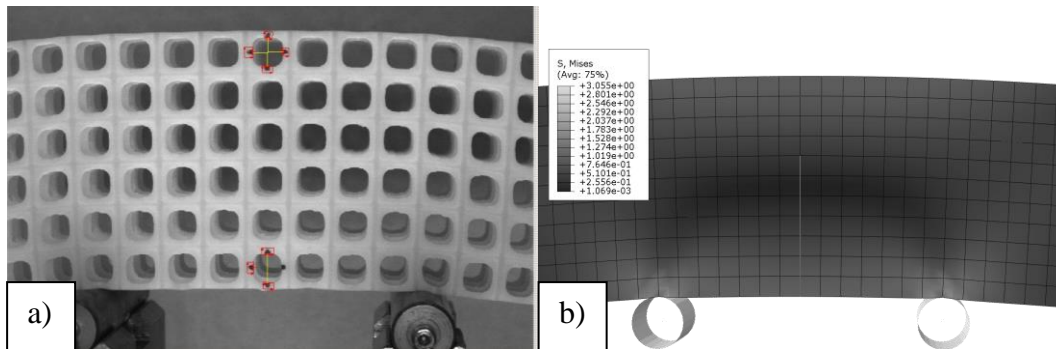 a)
S, Mises
(Avg: 75%)
+3.055e+00
+2.801e+00
+2.546e+00
+2.292e+00
+2.037e+00
+1.783e+00
+1.528e+00
+1.274e+00
+1.019e+00
+7.646e-01
+5.101e-01
+2.556e-01
+1.069e-03
b)